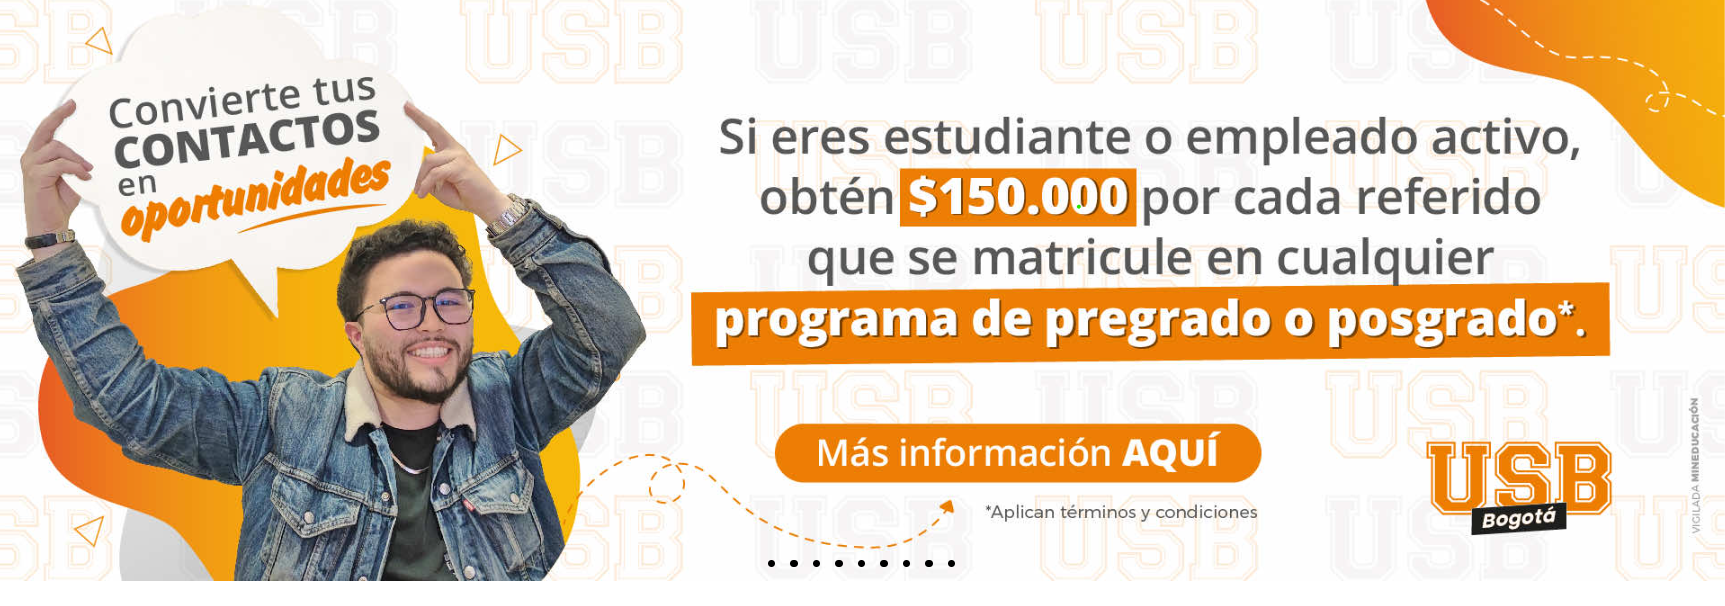 Convierte tus
CONTACTOS
en
oportunidades
Si eres estudiante o empleado activo,
obtén $150.000 por cada referido
que se matricule en cualquier
programa de pregrado o posgrado*.
Más información AQUÍ
*Aplican términos y condiciones
USB
Bogotá
VIGILADA MINEDUCACIÓN